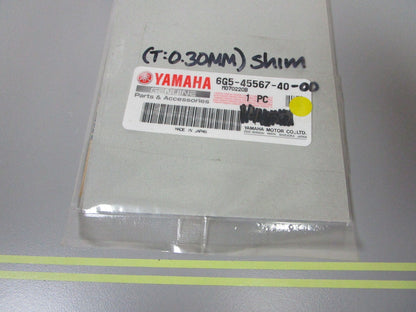 (T:0.30MM) Shim
YAMAHA 6G5-45567-40-00
GENUINE MD70220B
Parts & Accessories 1 PC
MADE IN JAPAN
YAMAHA MOTOR CO.,LTD.